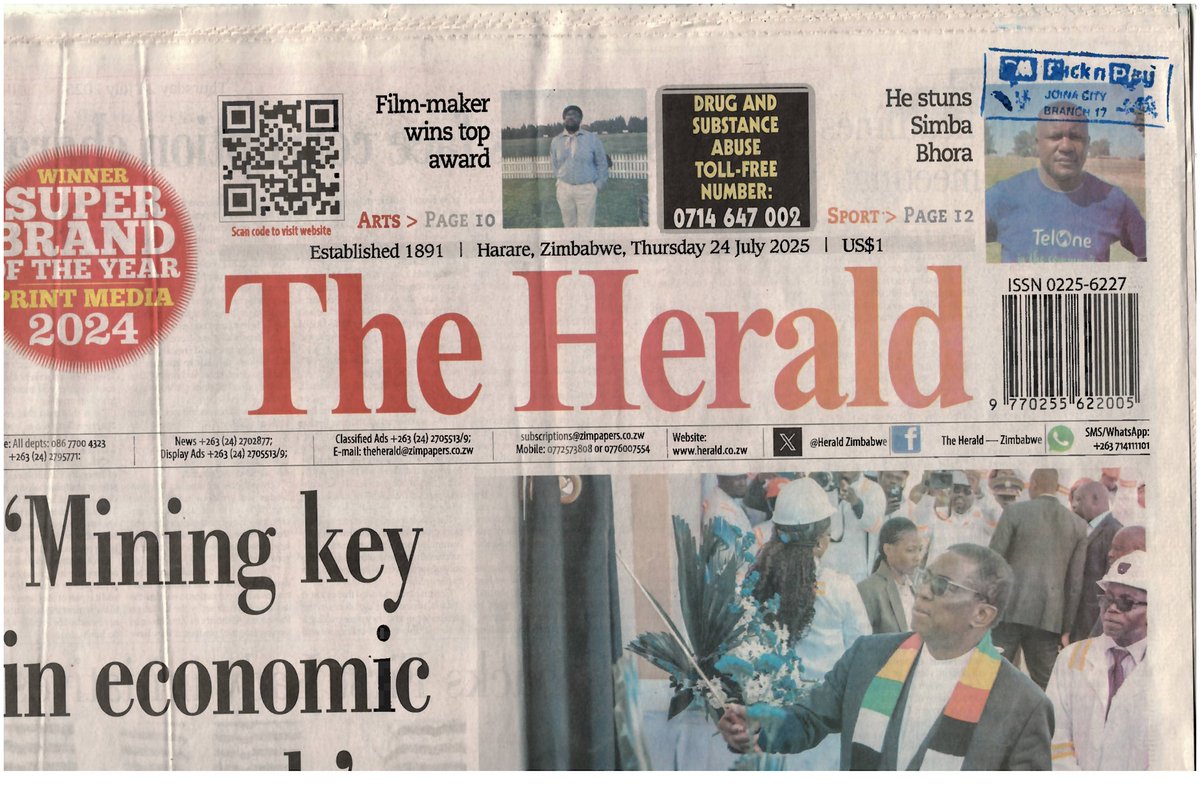 WINNER
SUPER
BRAND
OF THE YEAR
PRINT MEDIA
2024
Scan code to visit website
Film-maker
wins top
award
ARTS > PAGE 10
DRUG AND
SUBSTANCE
ABUSE
TOLL-FREE
NUMBER:
0714 647 002
He stuns
Simba
Bhora
SPORT > PAGE 12
PM Pick n Pay
JOINA CITY
BRANCH 17
TelOne
Established 1891 | Harare, Zimbabwe, Thursday 24 July 2025 | US$1
The Herald
ISSN 0225-6227
9 770255 622005
e: All depts: 086 7700 4323
+263 (24) 2795771:
News +263 (24) 2702877;
Display Ads +263 (24) 2705513/9;
Classified Ads +263 (24) 2705513/9;
E-mail: theherald@zimpapers.co.zw
subscriptions@zimpapers.co.zw
Mobile: 0772573808 or 0776007554
Website:
www.herald.co.zw
@Herald Zimbabwe
The Herald — Zimbabwe
SMS/WhatsApp:
+263 714111101
‘Mining key
in economic